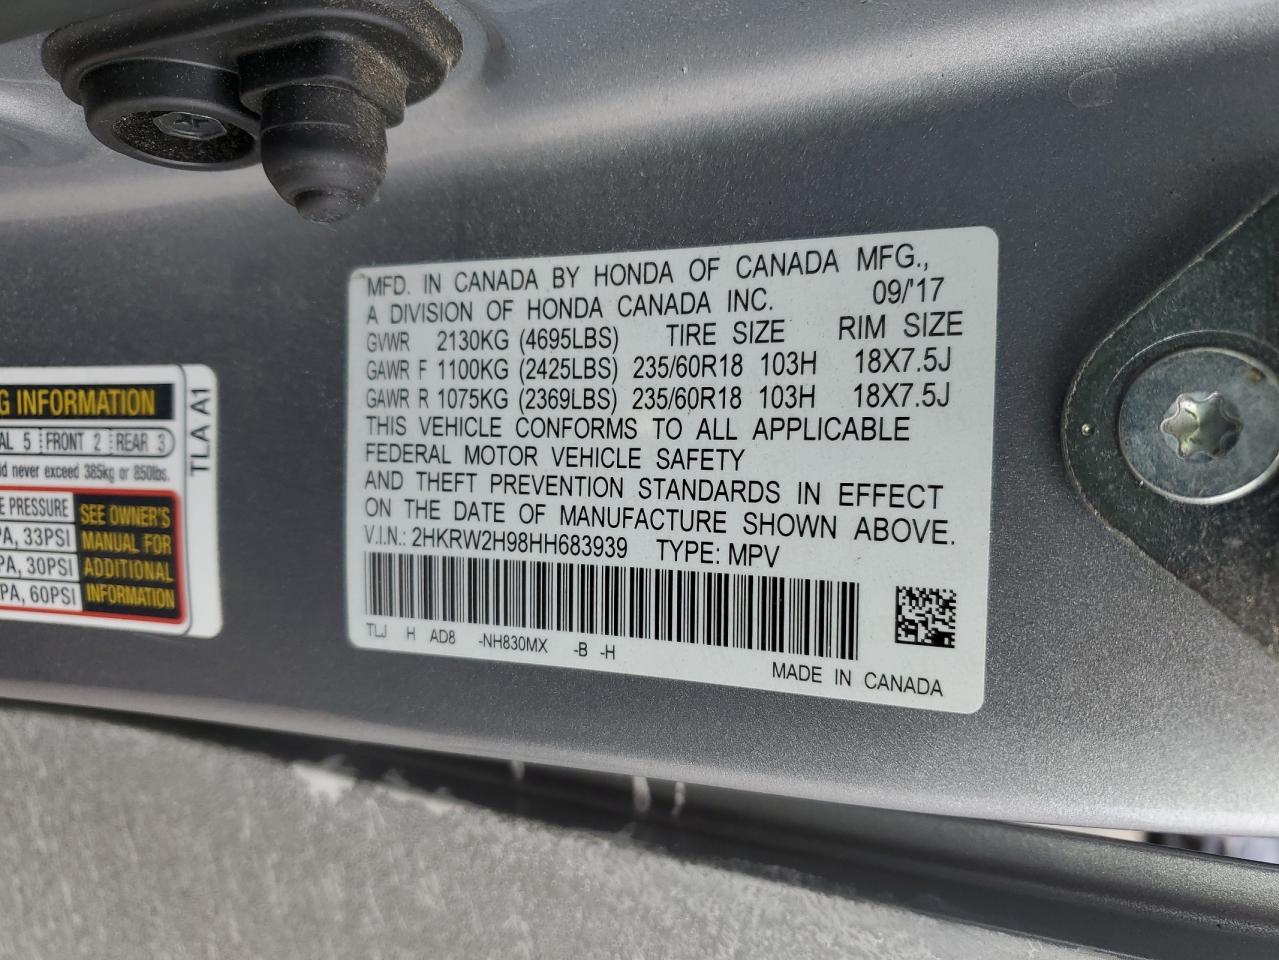 MFD. IN CANADA BY HONDA OF CANADA MFG.,
A DIVISION OF HONDA CANADA INC. 09/'17
GVWR 2130KG (4695LBS) TIRE SIZE RIM SIZE
GAWR F 1100KG (2425LBS) 235/60R18 103H 18X7.5J
GAWR R 1075KG (2369LBS) 235/60R18 103H 18X7.5J
THIS VEHICLE CONFORMS TO ALL APPLICABLE
FEDERAL MOTOR VEHICLE SAFETY
AND THEFT PREVENTION STANDARDS IN EFFECT
ON THE DATE OF MANUFACTURE SHOWN ABOVE.
V.I.N.: 2HKRW2H98HH683939 TYPE: MPV
TLJ H AD8 -NH830MX -B -H
MADE IN CANADA
G INFORMATION
AL 5 FRONT 2 REAR 3
ld never exceed 385kg or 850lbs.
E PRESSURE
PA, 33PSI
PA, 30PSI
PA, 60PSI
SEE OWNER'S
MANUAL FOR
ADDITIONAL
INFORMATION
TLA A1